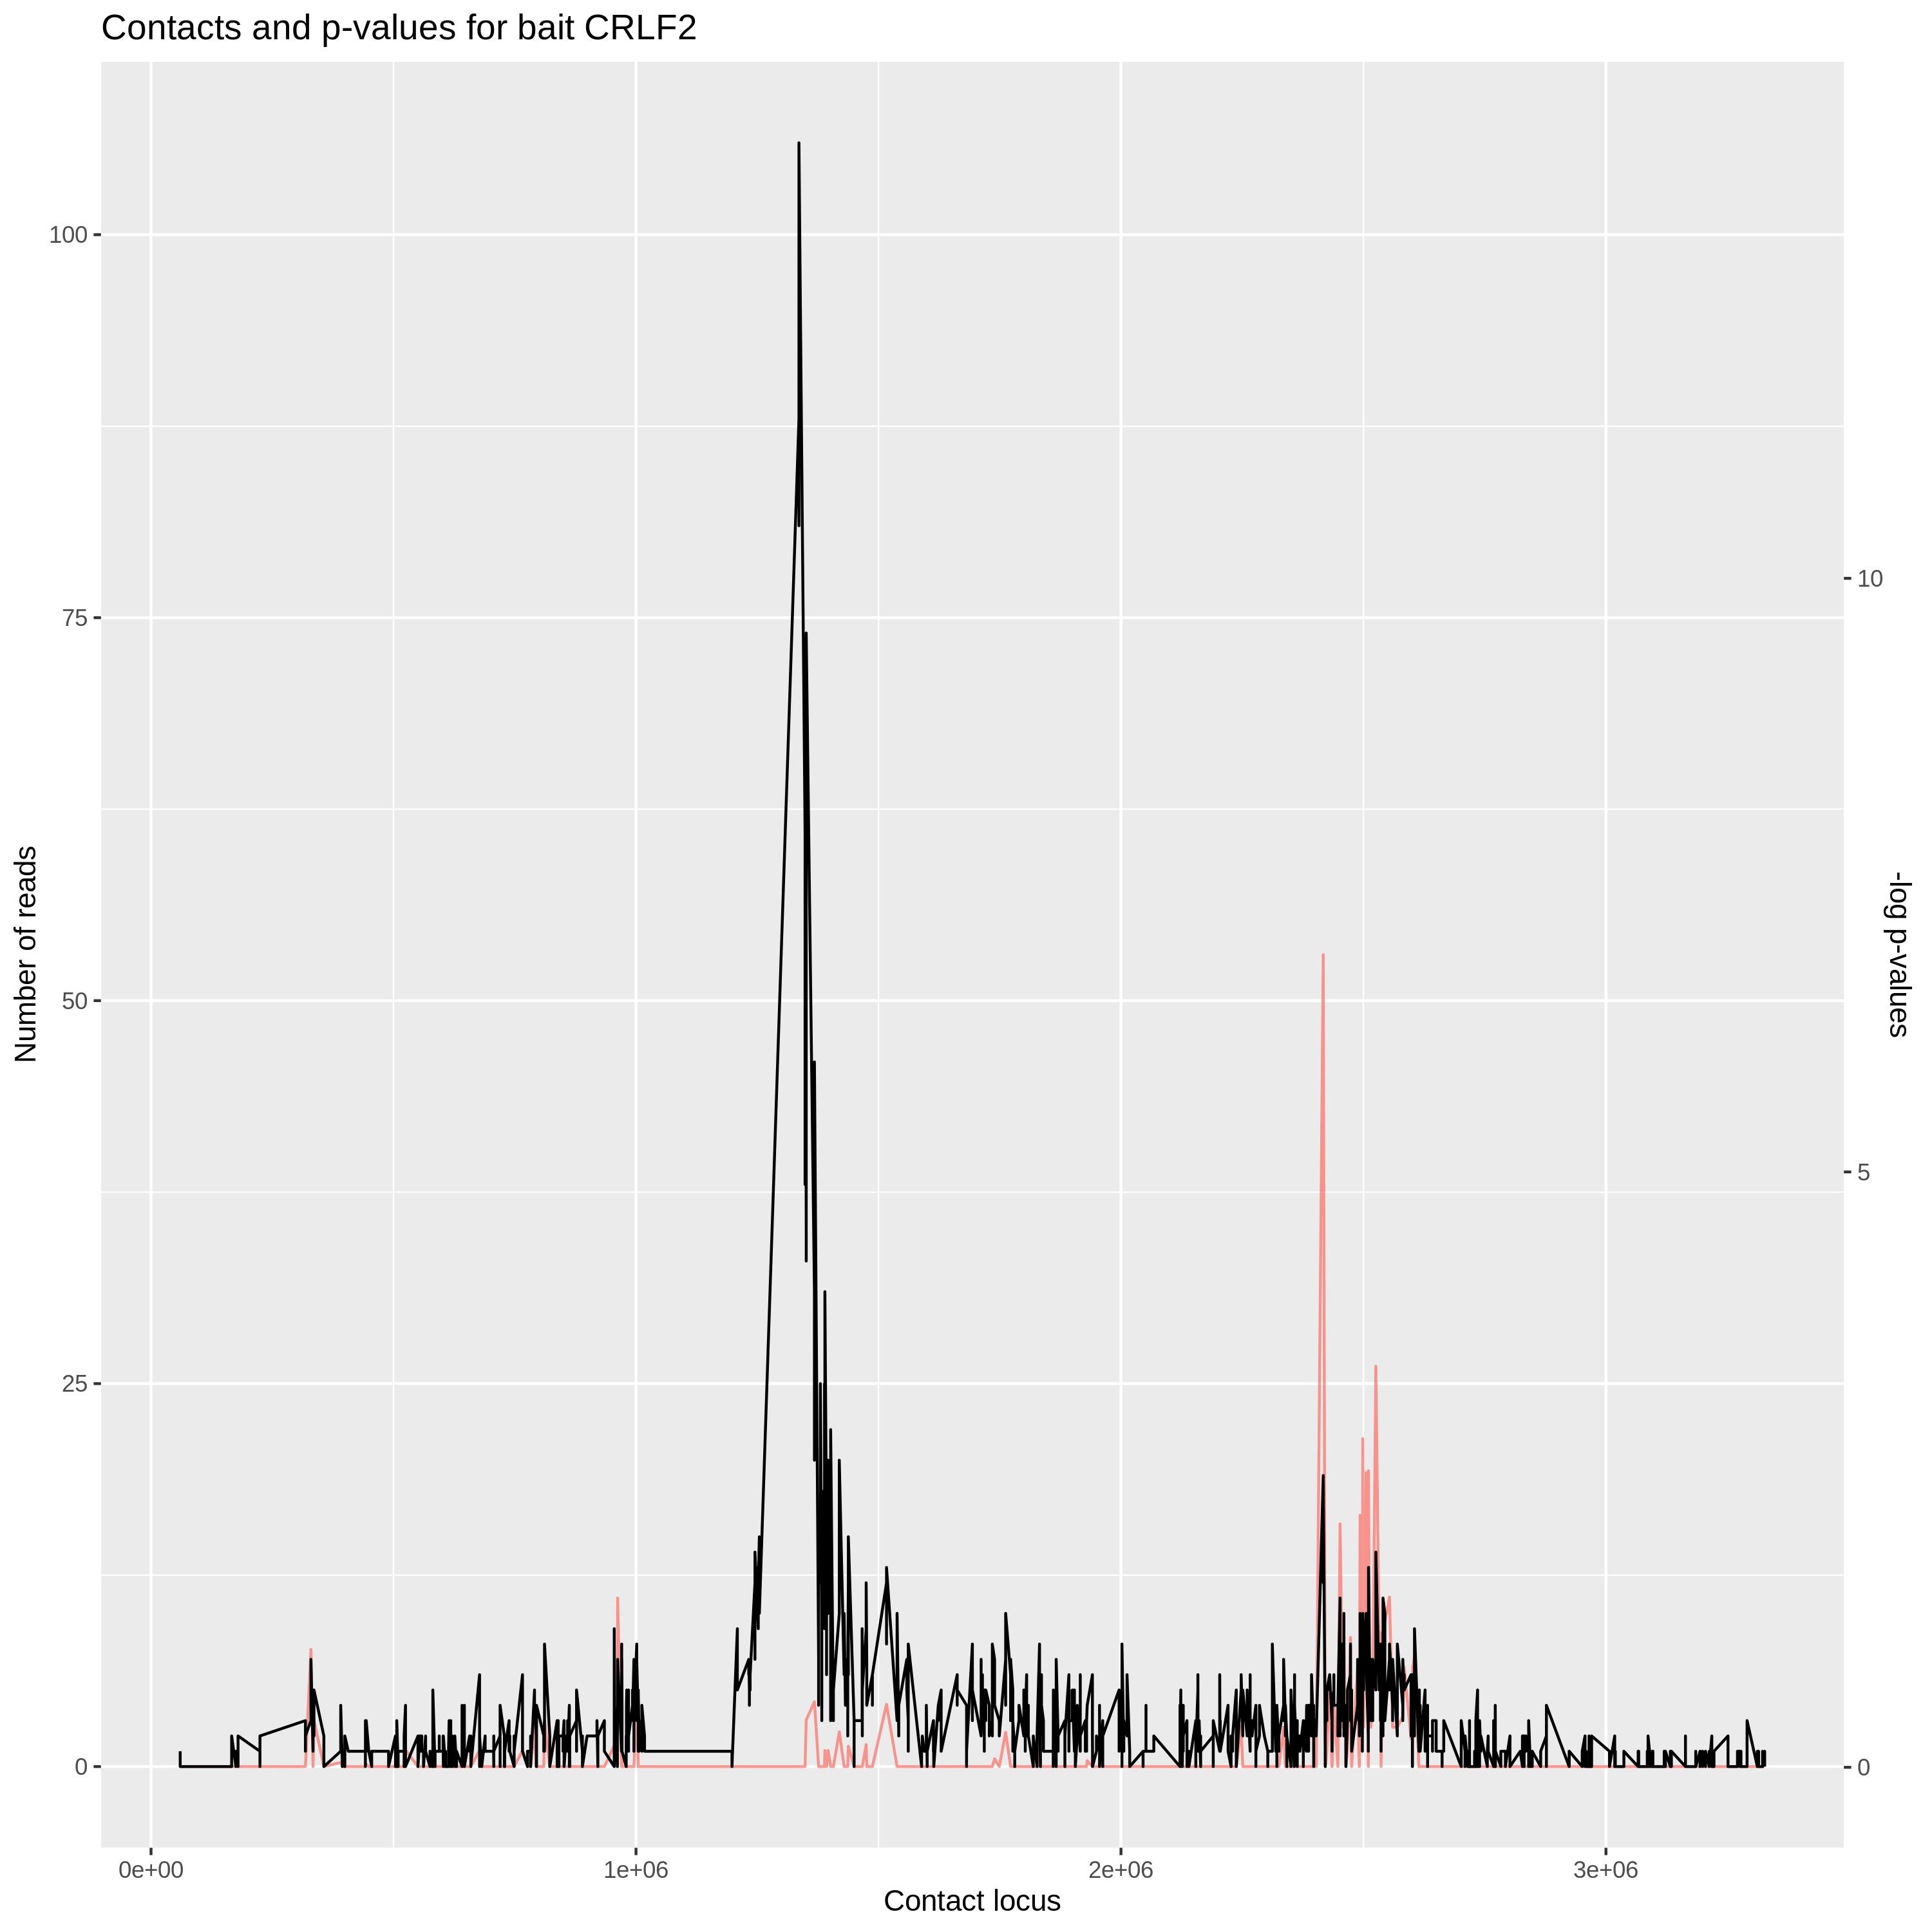 Contacts and p-values for bait CRLF2
100
75
50
25
0
Number of reads
10
5
0
-log p-values
0e+00
1e+06
2e+06
3e+06
Contact locus